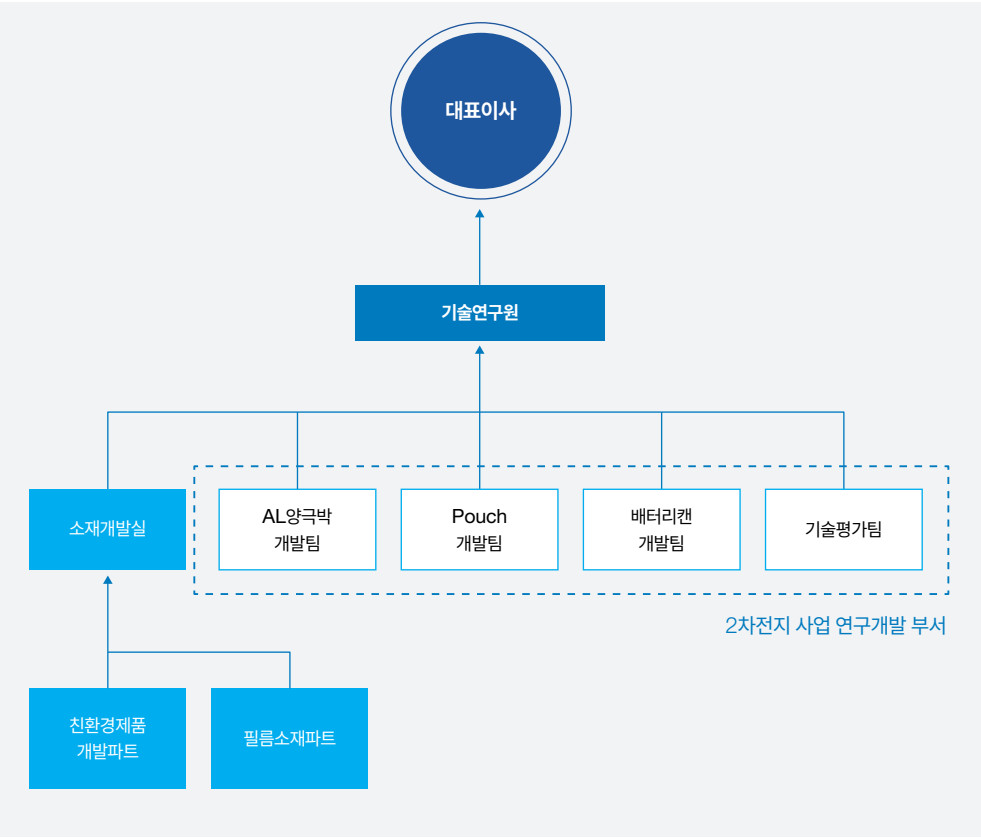 대표이사
기술연구원
소재개발실
AL양극박
개발팀
Pouch
개발팀
배터리캔
개발팀
기술평가팀
2차전지 사업 연구개발 부서
친환경제품
개발파트
필름소재파트